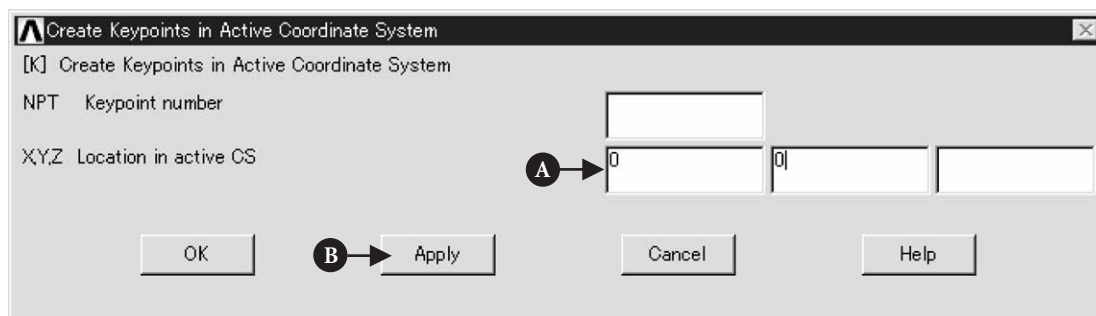 Create Keypoints in Active Coordinate System
[K] Create Keypoints in Active Coordinate System
NPT Keypoint number
X,Y,Z Location in active CS
A
0 0
OK
B
Apply
Cancel
Help